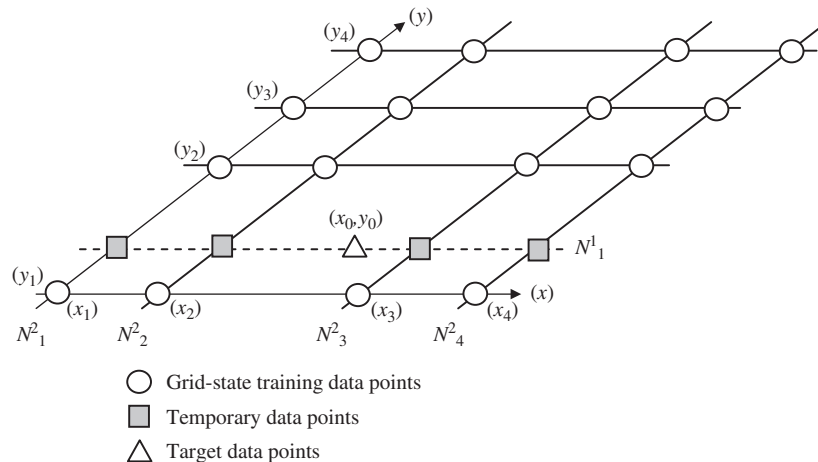 (y)
(y₄)
(y₃)
(y₂)
(x₀,y₀)
N¹₁
(y₁)
(x₁) (x₂) (x₃) (x₄) (x)
N²₁ N²₂ N²₃ N²₄
Grid-state training data points
Temporary data points
Target data points